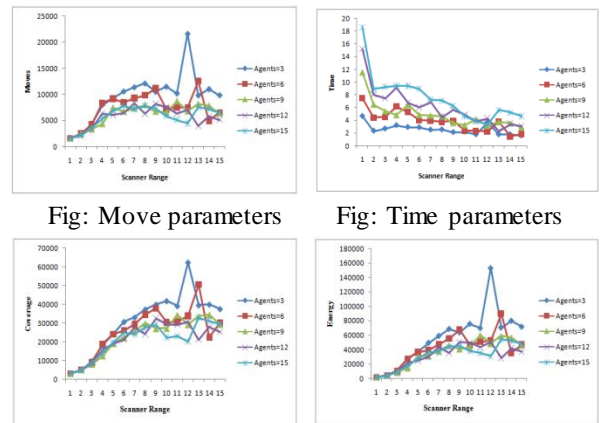 25000
20000
15000
10000
5000
0
Moves
1 2 3 4 5 6 7 8 9 10 11 12 13 14 15
Scanner Range
Agents=3
Agents=6
Agents=9
Agents=12
Agents=15
20
18
16
14
12
10
8
6
4
2
0
Time
1 2 3 4 5 6 7 8 9 10 11 12 13 14 15
Scanner Range
Agents=3
Agents=6
Agents=9
Agents=12
Agents=15
Fig: Move parameters
Fig: Time parameters
70000
60000
50000
40000
30000
20000
10000
0
Coverage
1 2 3 4 5 6 7 8 9 10 11 12 13 14 15
Scanner Range
Agents=3
Agents=6
Agents=9
Agents=12
Agents=15
180000
160000
140000
120000
100000
80000
60000
40000
20000
0
Energy
1 2 3 4 5 6 7 8 9 10 11 12 13 14 15
Scanner Range
Agents=3
Agents=6
Agents=9
Agents=12
Agents=15